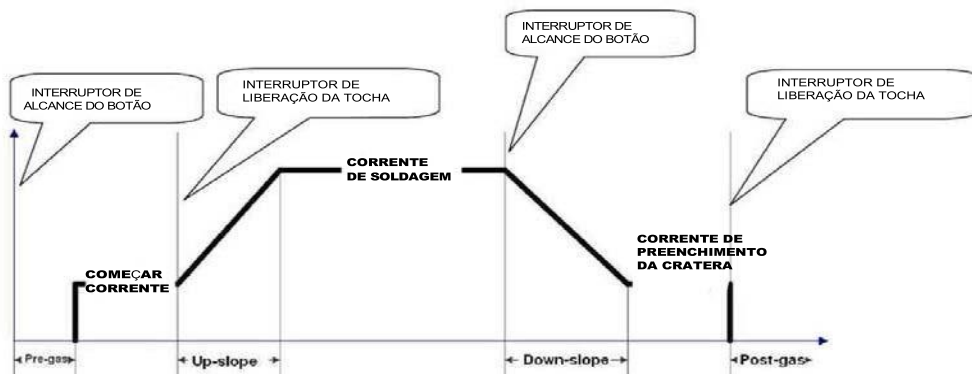 INTERRUPTOR DE
ALCANCE DO BOTÃO
INTERRUPTOR DE
LIBERAÇÃO DA TOCHA
INTERRUPTOR DE
ALCANCE DO BOTÃO
INTERRUPTOR DE
LIBERAÇÃO DA TOCHA
CORRENTE
DE SOLDAGEM
COMEÇAR
CORRENTE
CORRENTE DE
PREENCHIMENTO
DA CRATERA
Pre-gas
Up-slope
Down-slope
Post-gas